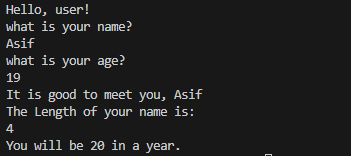 Hello, user!
what is your name?
Asif
what is your age?
19
It is good to meet you, Asif
The Length of your name is:
4
You will be 20 in a year.